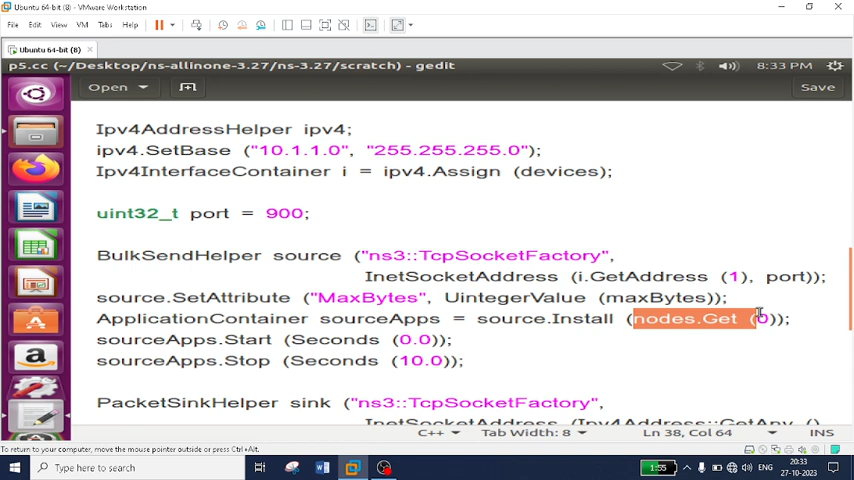 Ubuntu 64-bit (8) - VMware Workstation
File Edit View VM Tabs Help
Ubuntu 64-bit (8)
p5.cc (~/Desktop/ns-allinone-3.27/ns-3.27/scratch) - gedit
8:33 PM
Open
Save
Ipv4AddressHelper ipv4;
ipv4.SetBase ("10.1.1.0", "255.255.255.0");
Ipv4InterfaceContainer i = ipv4.Assign (devices);
uint32_t port = 900;
BulkSendHelper source ("ns3::TcpSocketFactory",
InetSocketAddress (i.GetAddress (1), port));
source.SetAttribute ("MaxBytes", UintegerValue (maxBytes));
ApplicationContainer sourceApps = source.Install (nodes.Get (0));
sourceApps.Start (Seconds (0.0));
sourceApps.Stop (Seconds (10.0));
PacketSinkHelper sink ("ns3::TcpSocketFactory",
InetSocketAddress (Ipv4Address::GetAny ()
C++ Tab Width: 8 Ln 38, Col 64 INS
To return to your computer, move the mouse pointer outside or press Ctrl+Alt.
Type here to search
1:55
ENG
20:33
27-10-2023